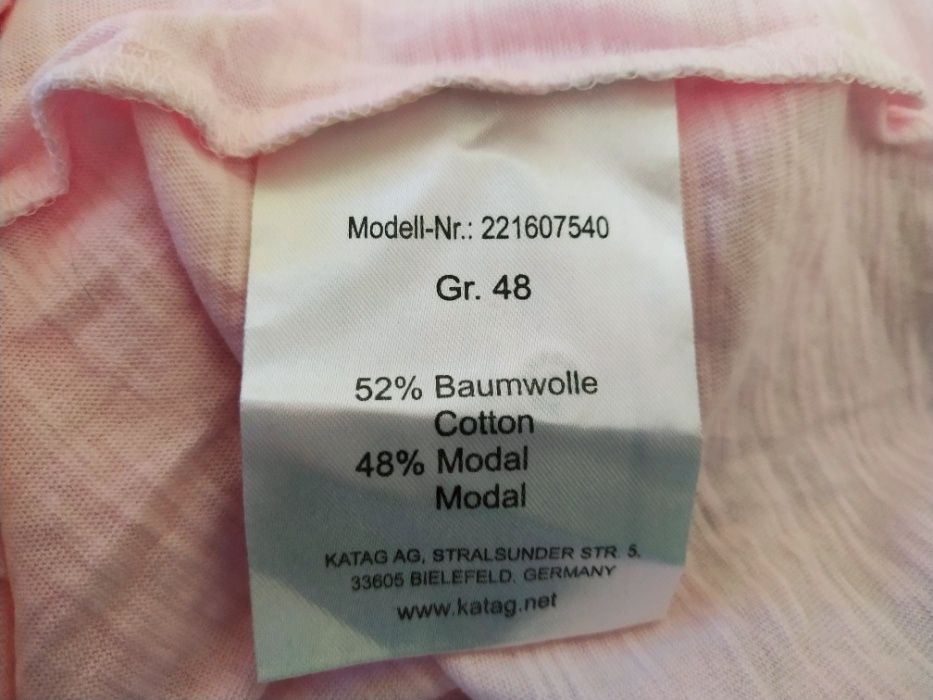 Modell-Nr.: 221607540
Gr. 48
52% Baumwolle
Cotton
48% Modal
Modal
KATAG AG, STRALSUNDER STR. 5,
33605 BIELEFELD, GERMANY
www.katag.net